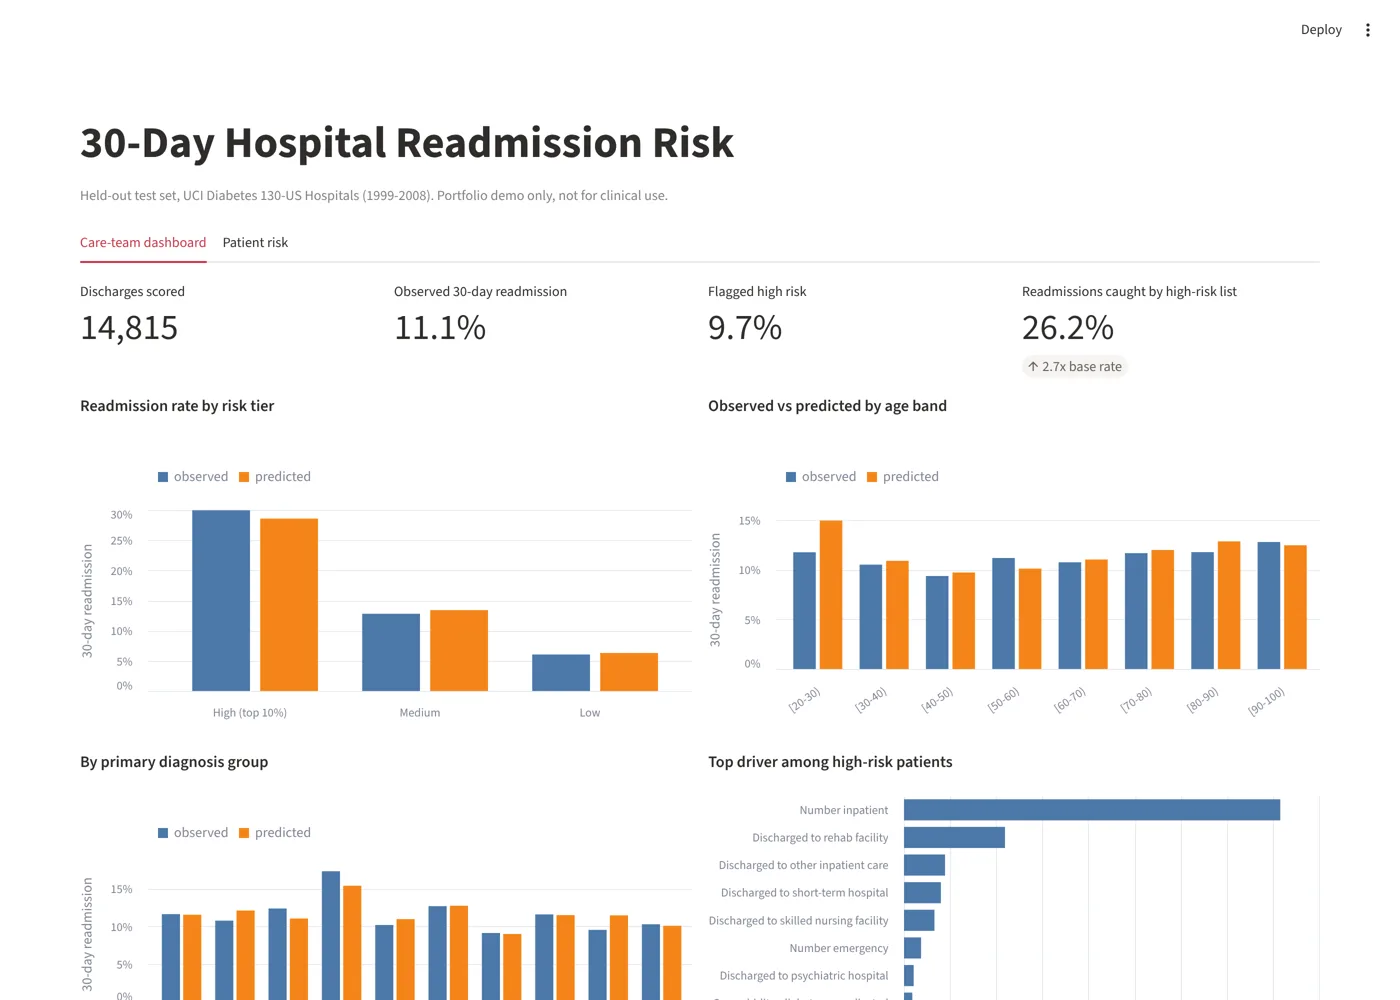 Deploy
30-Day Hospital Readmission Risk
Held-out test set, UCI Diabetes 130-US Hospitals (1999-2008). Portfolio demo only, not for clinical use.
Care-team dashboard
Patient risk
Discharges scored
14,815
Observed 30-day readmission
11.1%
Flagged high risk
9.7%
Readmissions caught by high-risk list
26.2%
↑ 2.7x base rate
Readmission rate by risk tier
observed
predicted
30-day readmission
30%
25%
20%
15%
10%
5%
0%
High (top 10%)
Medium
Low
Observed vs predicted by age band
observed
predicted
30-day readmission
15%
10%
5%
0%
[20-30)
[30-40)
[40-50)
[50-60)
[60-70)
[70-80)
[80-90)
[90-100)
By primary diagnosis group
observed
predicted
30-day readmission
15%
10%
5%
0%
Top driver among high-risk patients
Number inpatient
Discharged to rehab facility
Discharged to other inpatient care
Discharged to short-term hospital
Discharged to skilled nursing facility
Number emergency
Discharged to psychiatric hospital